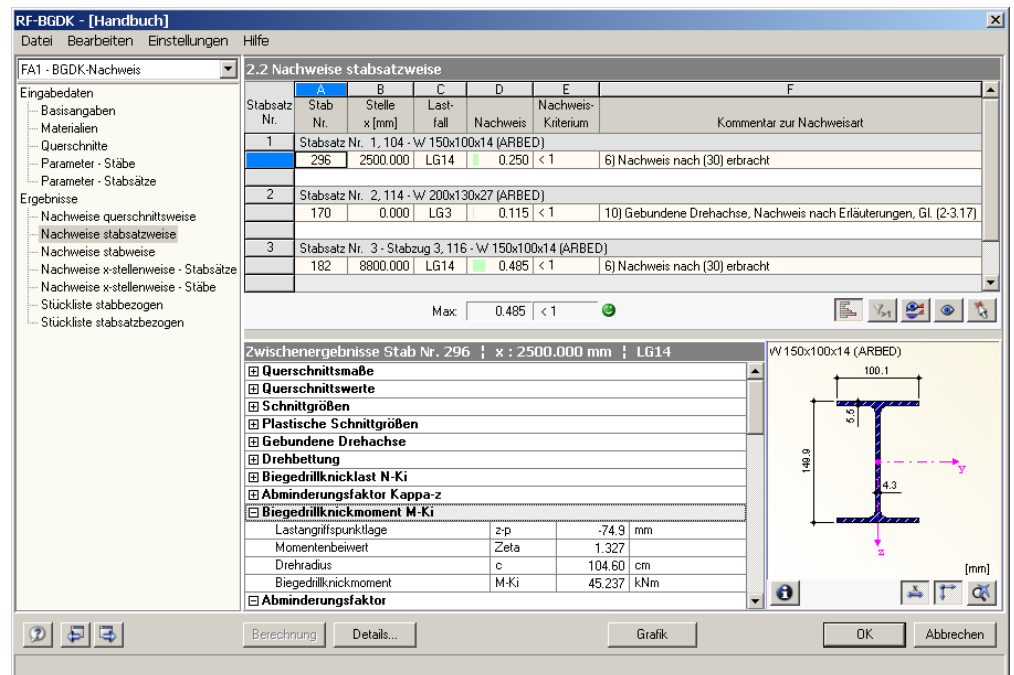 RF-BGDK - [Handbuch]
Datei Bearbeiten Einstellungen Hilfe
FA1 - BGDK-Nachweis
Eingabedaten
Basisangaben
Materialien
Querschnitte
Parameter - Stäbe
Parameter - Stabsätze
Ergebnisse
Nachweise querschnittsweise
Nachweise stabsatzweise
Nachweise stabweise
Nachweise x-stellenweise - Stabsätze
Nachweise x-stellenweise - Stäbe
Stückliste stabbezogen
Stückliste stabsatzbezogen
2.2 Nachweise stabsatzweise
A B C D E F
Stabsatz Stab Stelle Last- Nachweis-
Nr. Nr. x [mm] fall Nachweis Kriterium Kommentar zur Nachweisart
1 Stabsatz Nr. 1, 104 - W 150x100x14 (ARBED)
296 2500.000 LG14 0.250 < 1 6) Nachweis nach (30) erbracht
2 Stabsatz Nr. 2, 114 - W 200x130x27 (ARBED)
170 0.000 LG3 0.115 < 1 10) Gebundene Drehachse, Nachweis nach Erläuterungen, Gl. (2-3.17)
3 Stabsatz Nr. 3 - Stabzug 3, 116 - W 150x100x14 (ARBED)
182 8800.000 LG14 0.485 < 1 6) Nachweis nach (30) erbracht
Max: 0.485 < 1
Zwischenergebnisse Stab Nr. 296 ¦ x : 2500.000 mm ¦ LG14
Querschnittsmaße
Querschnittswerte
Schnittgrößen
Plastische Schnittgrößen
Gebundene Drehachse
Drehbettung
Biegedrillknicklast N-Ki
Abminderungsfaktor Kappa-z
Biegedrillknickmoment M-Ki
Lastangriffspunktlage z-p -74.9 mm
Momentenbeiwert Zeta 1.327
Drehradius c 104.60 cm
Biegedrillknickmoment M-Ki 45.237 kNm
Abminderungsfaktor
W 150x100x14 (ARBED)
100.1
5.5
149.9
4.3
y
z
[mm]
Berechnung Details... Grafik OK Abbrechen